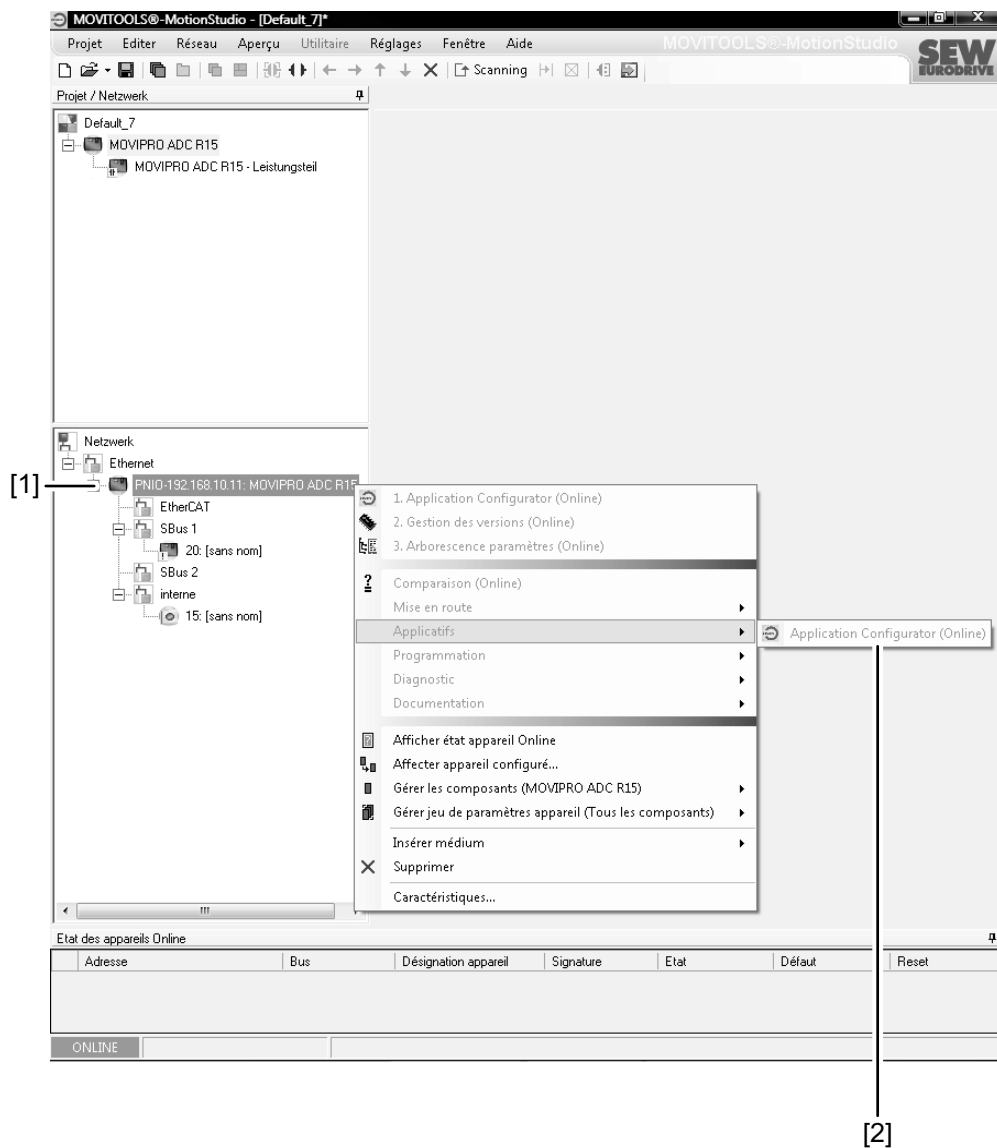 MOVITOOLS®-MotionStudio - [Default_7]*
Projet Editer Réseau Aperçu Utilitaire Réglages Fenêtre Aide
MOVITOOLS®-MotionStudio
SEW
EURODRIVE
Scanning
Projet / Netzwerk
Default_7
MOVIPRO ADC R15
MOVIPRO ADC R15 - Leistungsteil
Netzwerk
Ethernet
[1]
PNIO-192.168.10.11: MOVIPRO ADC R15
EtherCAT
SBus 1
20: [sans nom]
SBus 2
interne
15: [sans nom]
1. Application Configurator (Online)
2. Gestion des versions (Online)
3. Arborescence paramètres (Online)
Comparaison (Online)
Mise en route
Applicatifs
Application Configurator (Online)
Programmation
Diagnostic
Documentation
Afficher état appareil Online
Affecter appareil configuré...
Gérer les composants (MOVIPRO ADC R15)
Gérer jeu de paramètres appareil (Tous les composants)
Insérer médium
Supprimer
Caractéristiques...
Etat des appareils Online
Adresse Bus Désignation appareil Signature Etat Défaut Reset
ONLINE
[2]